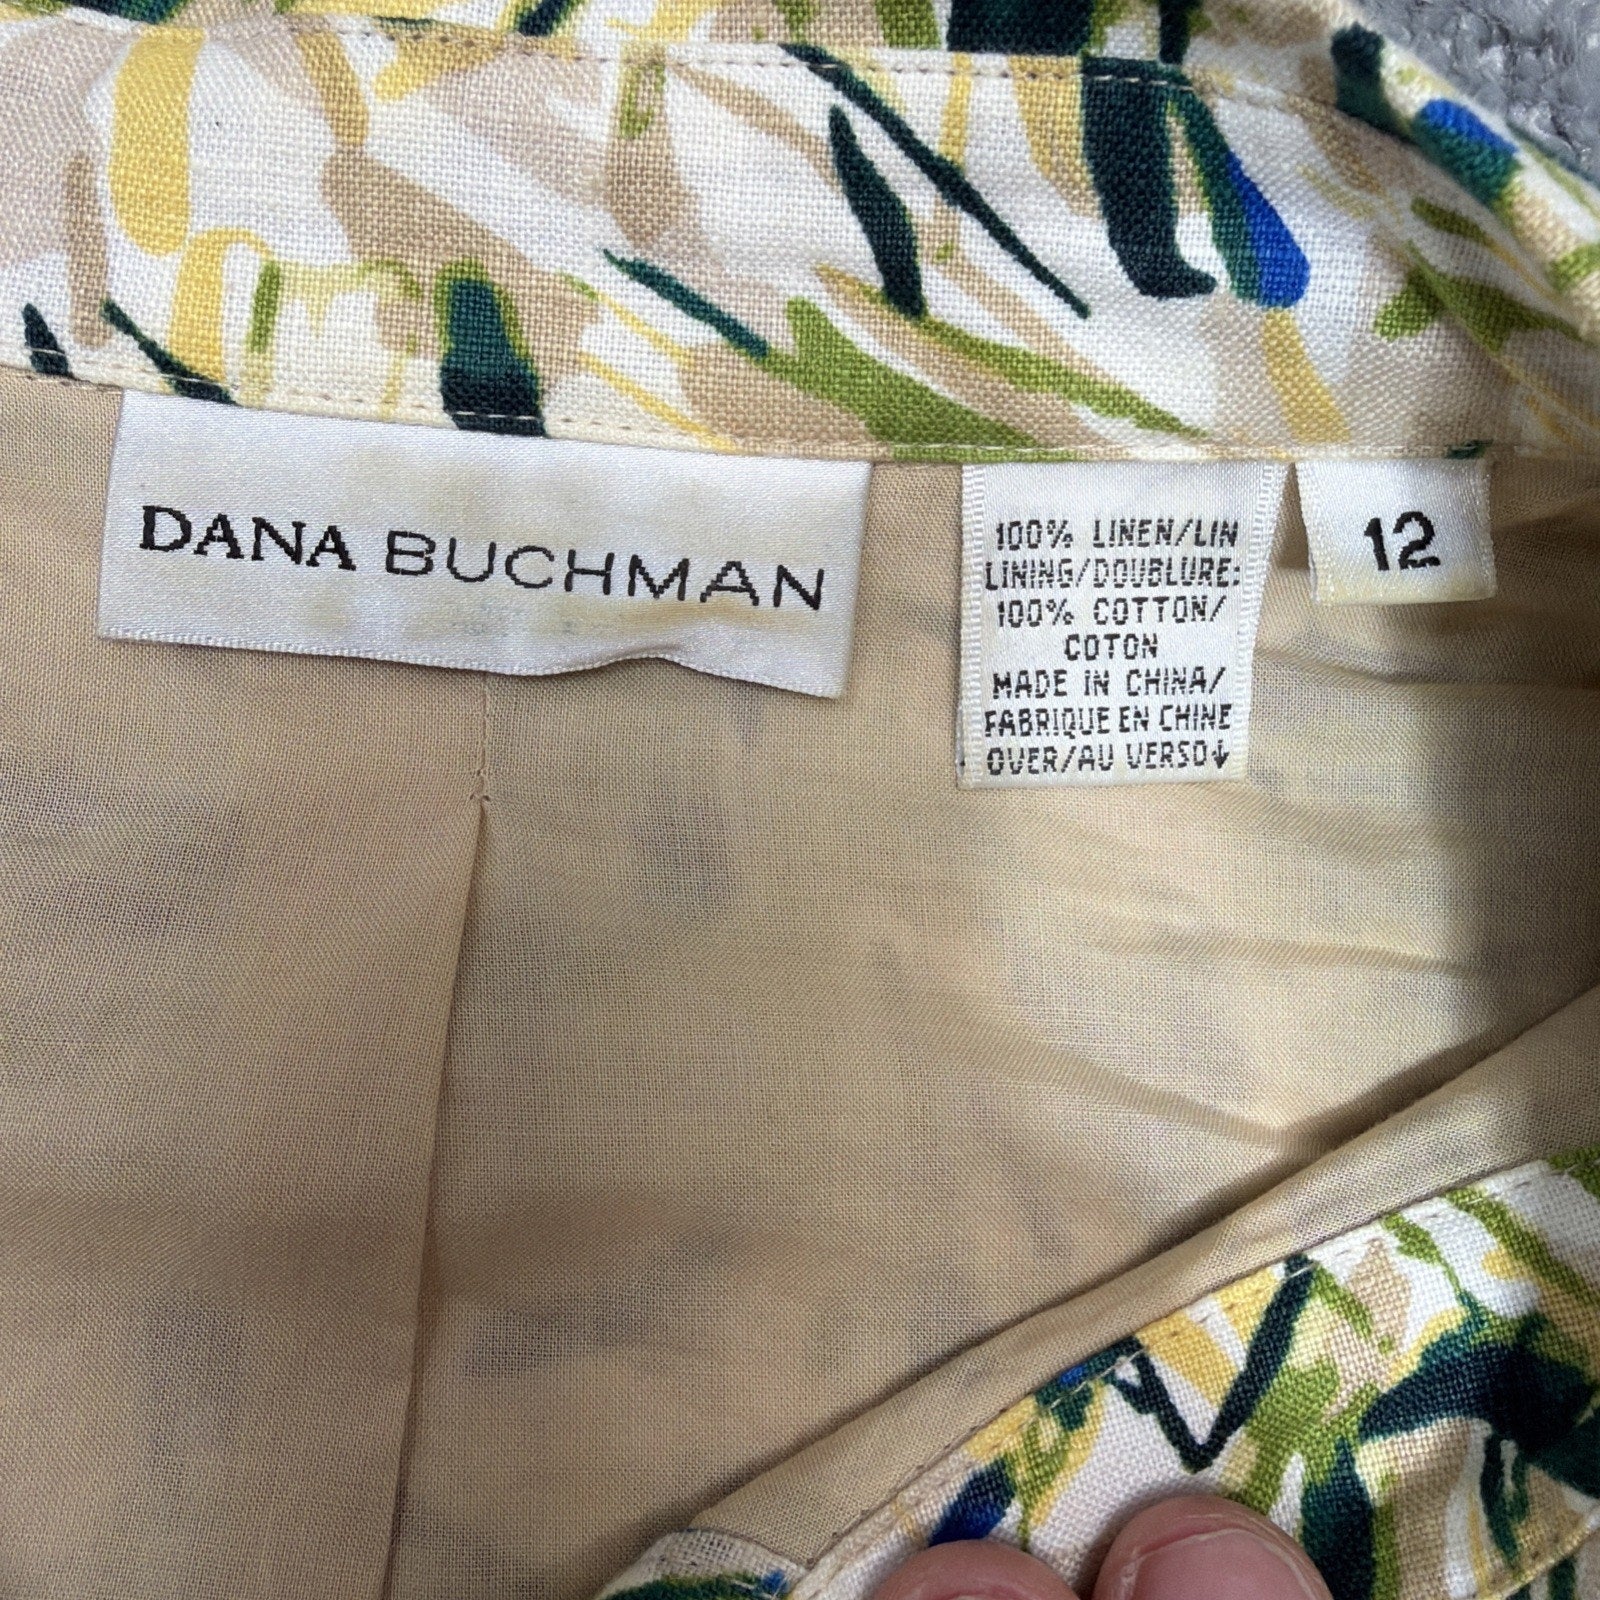 DANA BUCHMAN
100% LINEN/LIN
LINING/DOUBLURE:
100% COTTON/
COTON
MADE IN CHINA/
FABRIQUE EN CHINE
OVER/AU VERSO↓
12